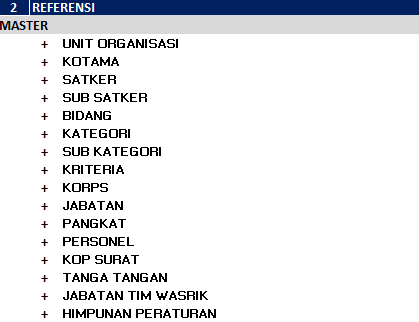 2 REFERENSI
MASTER
+ UNIT ORGANISASI
+ KOTAMA
+ SATKER
+ SUB SATKER
+ BIDANG
+ KATEGORI
+ SUB KATEGORI
+ KRITERIA
+ KORPS
+ JABATAN
+ PANGKAT
+ PERSONEL
+ KOP SURAT
+ TANGA TANGAN
+ JABATAN TIM WASRIK
+ HIMPUNAN PERATURAN